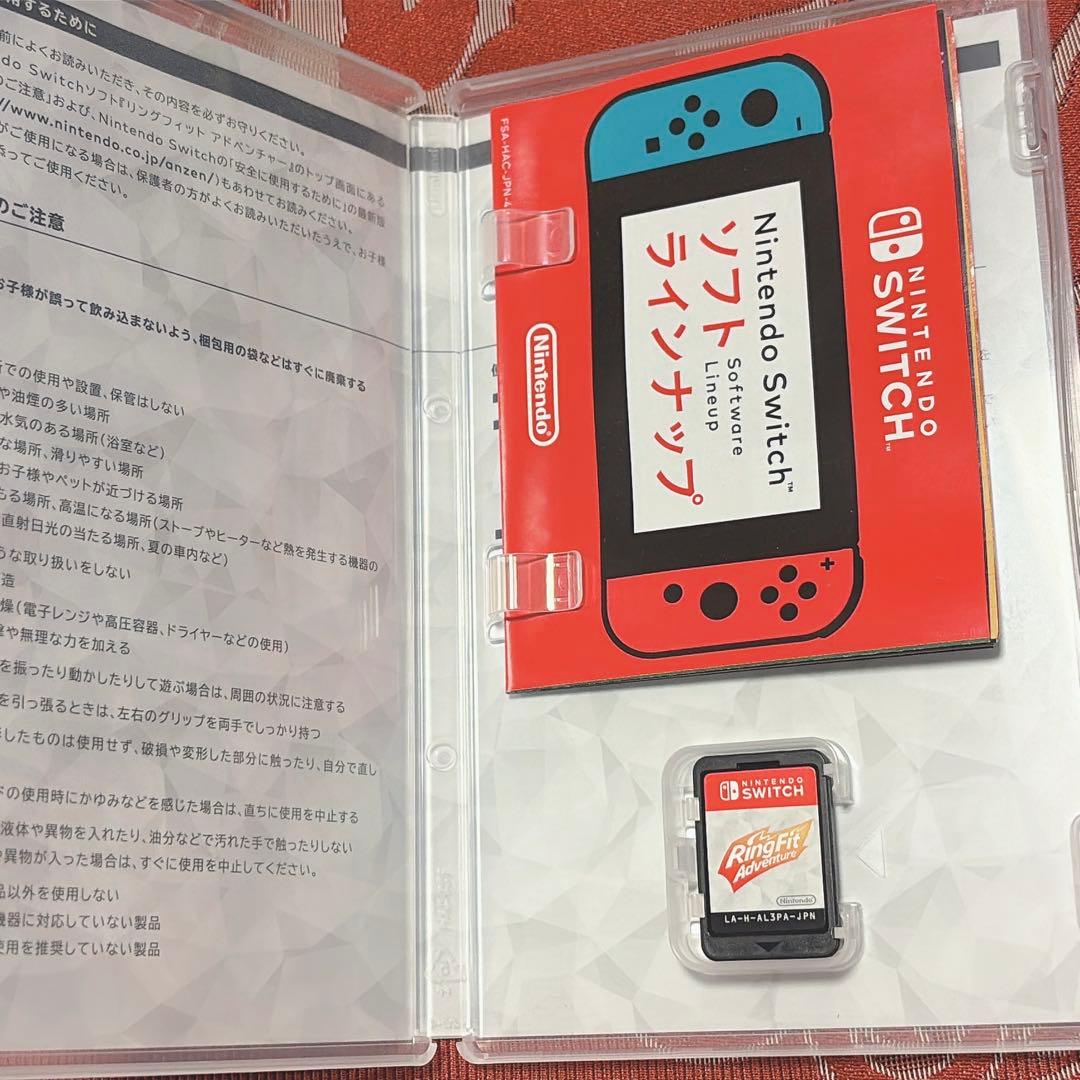 用するために
前によくお読みいただき、その内容を必ずお守りください。
do Switchソフト『リングフィット アドベンチャー』のトップ画面にある
のご注意」および、Nintendo Switchの「安全に使用するために」の最新版
//www.nintendo.co.jp/anzen/)もあわせてお読みください。
がご使用になる場合は、保護者の方がよくお読みいただいたうえで、お子様
添ってご使用ください。
のご注意
お子様が誤って飲み込まないよう、梱包用の袋などはすぐに廃棄する
所での使用や設置、保管はしない
や油煙の多い場所
水気のある場所(浴室など)
な場所、滑りやすい場所
お子様やペットが近づける場所
もる場所、高温になる場所(ストーブやヒーターなど熱を発生する機器の
直射日光の当たる場所、夏の車内など)
うな取り扱いをしない
造
燥(電子レンジや高圧容器、ドライヤーなどの使用)
撃や無理な力を加える
を振ったり動かしたりして遊ぶ場合は、周囲の状況に注意する
を引っ張るときは、左右のグリップを両手でしっかり持つ
形したものは使用せず、破損や変形した部分に触ったり、自分で直し
ドの使用時にかゆみなどを感じた場合は、直ちに使用を中止する
液体や異物を入れたり、油分などで汚れた手で触ったりしない
や異物が入った場合は、すぐに使用を中止してください。
品以外を使用しない
機器に対応していない製品
使用を推奨していない製品
FSA-HAC-JPN-4
NINTENDO
SWITCH™
Nintendo Switch™
ソフト Software
ラインナップ Lineup
Nintendo®
NINTENDO
SWITCH
RingFit
Adventure
Nintendo
LA-H-AL3PA-JPN